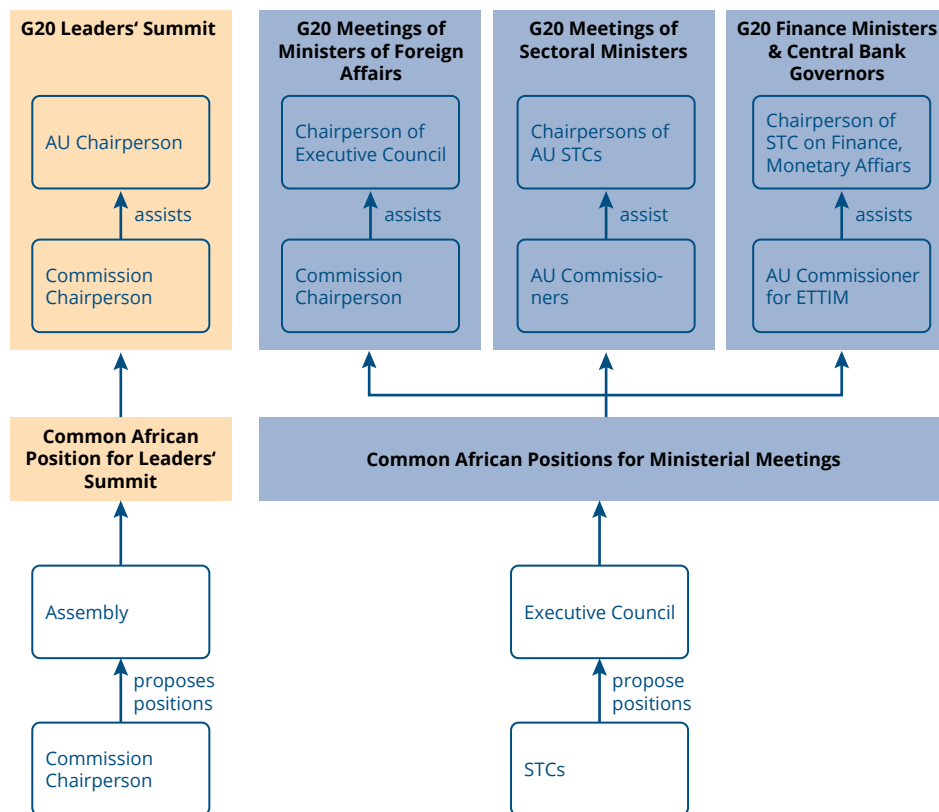 G20 Leaders‘ Summit
AU Chairperson
assists
Commission
Chairperson
G20 Meetings of
Ministers of Foreign
Affairs
Chairperson of
Executive Council
assists
Commission
Chairperson
G20 Meetings of
Sectoral Ministers
Chairpersons of
AU STCs
assist
AU Commissio-
ners
G20 Finance Ministers
& Central Bank
Governors
Chairperson of
STC on Finance,
Monetary Affiars
assists
AU Commissioner
for ETTIM
Common African
Position for Leaders‘
Summit
Common African Positions for Ministerial Meetings
Assembly
proposes
positions
Commission
Chairperson
Executive Council
propose
positions
STCs